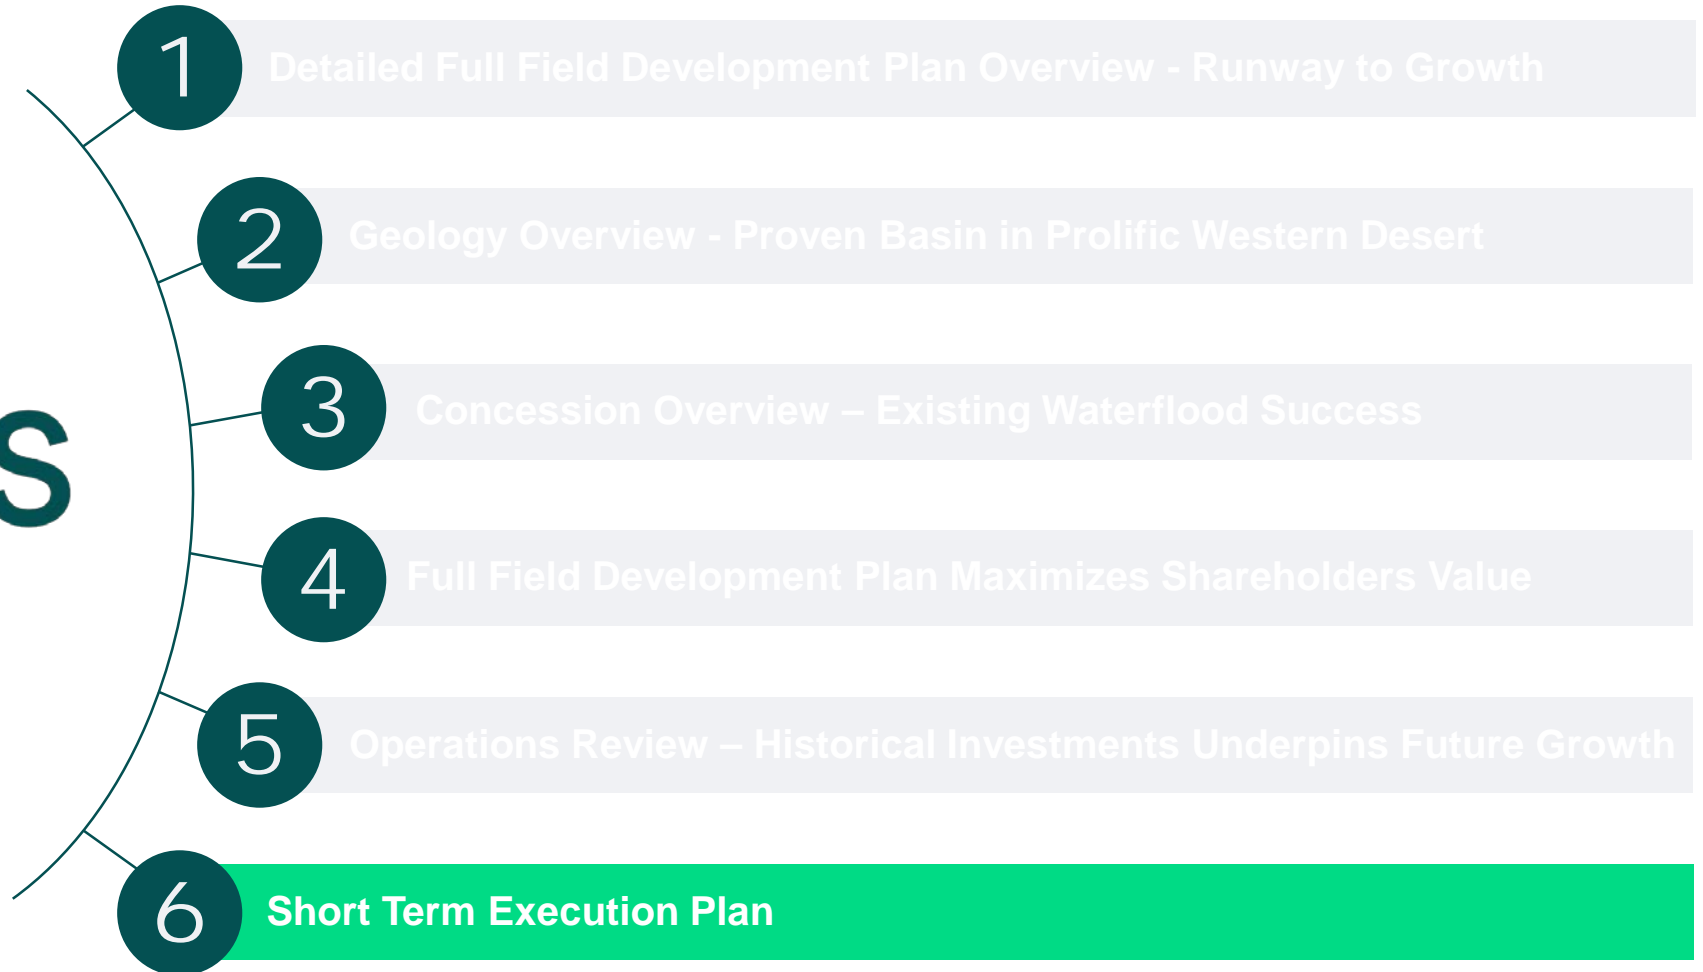 1
Detailed Full Field Development Plan Overview - Runway to Growth
2
Geology Overview - Proven Basin in Prolific Western Desert
3
Concession Overview – Existing Waterflood Success
s
4
Full Field Development Plan Maximizes Shareholders Value
5
Operations Review – Historical Investments Underpins Future Growth
6
Short Term Execution Plan